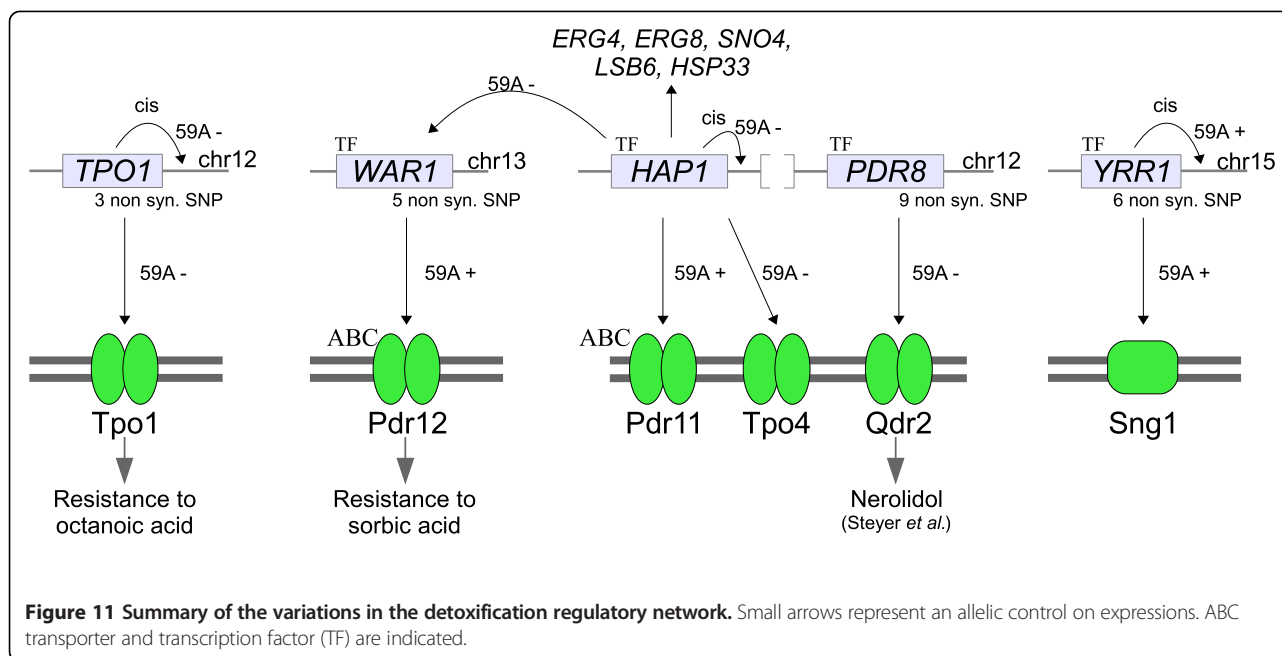 ERG4, ERG8, SNO4,
LSB6, HSP33
59A -
cis
59A -
TPO1
chr12
3 non syn. SNP
59A -
Tpo1
Resistance to
octanoic acid
TF
WAR1
chr13
5 non syn. SNP
59A +
ABC
Pdr12
Resistance to
sorbic acid
TF
cis
59A -
HAP1
59A +
59A -
ABC
Pdr11
Tpo4
TF
PDR8
chr12
9 non syn. SNP
59A -
Qdr2
Nerolidol
(Steyer et al.)
cis
TF
59A +
YRR1
chr15
6 non syn. SNP
59A +
Sng1
Figure 11 Summary of the variations in the detoxification regulatory network. Small arrows represent an allelic control on expressions. ABC
transporter and transcription factor (TF) are indicated.